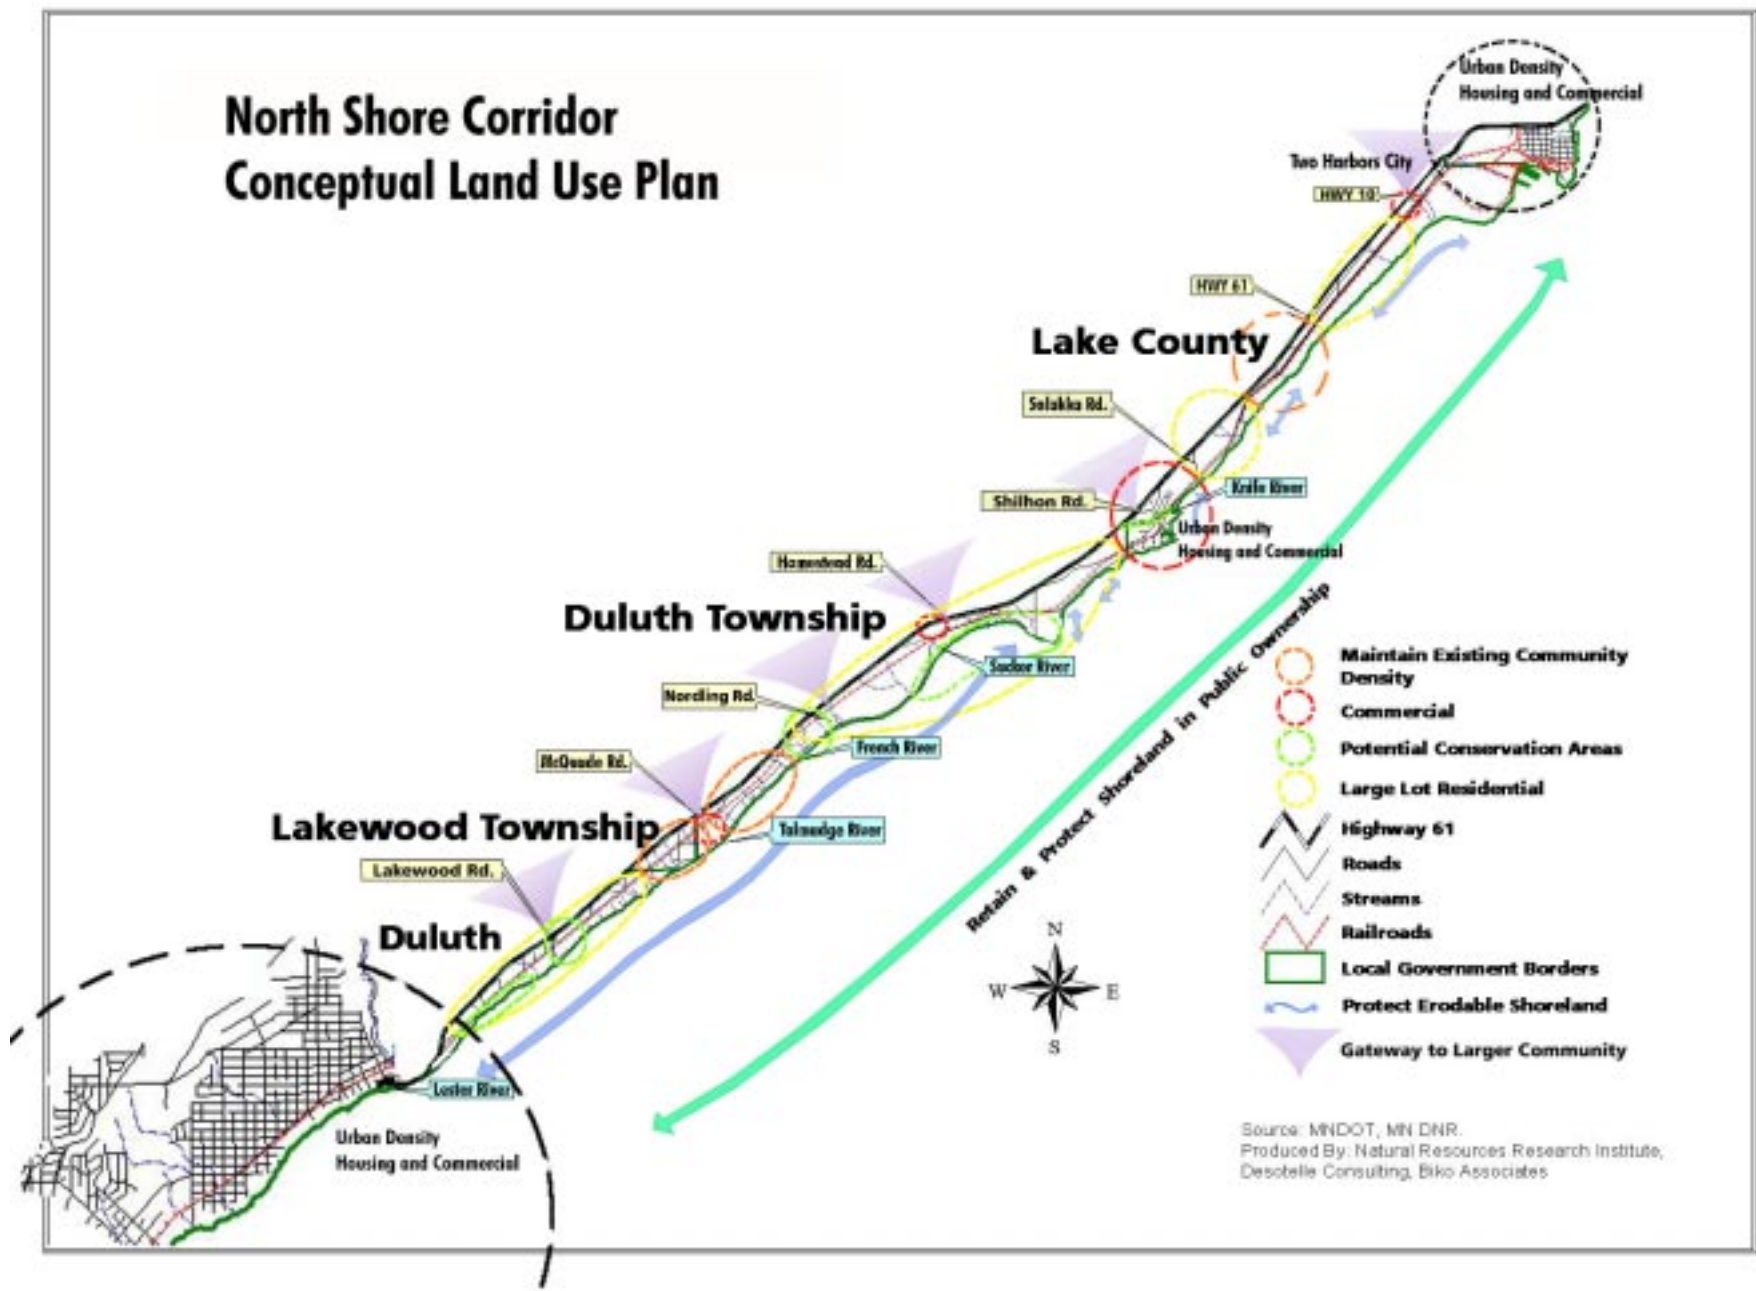 North Shore Corridor
Conceptual Land Use Plan
Urban Density
Housing and Commercial
Two Harbors City
HWY 10
HWY 61
Lake County
Salakka Rd.
Shilhon Rd.
Knife River
Urban Density
Housing and Commercial
Homestead Rd.
Duluth Township
Sucker River
Nordling Rd.
French River
McQuade Rd.
Lakewood Township
Talmadge River
Lakewood Rd.
Duluth
Lester River
Urban Density
Housing and Commercial
Retain & Protect Shoreland in Public Ownership
N
W
E
S
Maintain Existing Community
Density
Commercial
Potential Conservation Areas
Large Lot Residential
Highway 61
Roads
Streams
Railroads
Local Government Borders
Protect Erodable Shoreland
Gateway to Larger Community
Source: MNDOT, MN DNR.
Produced By: Natural Resources Research Institute,
Desotelle Consulting, Biko Associates